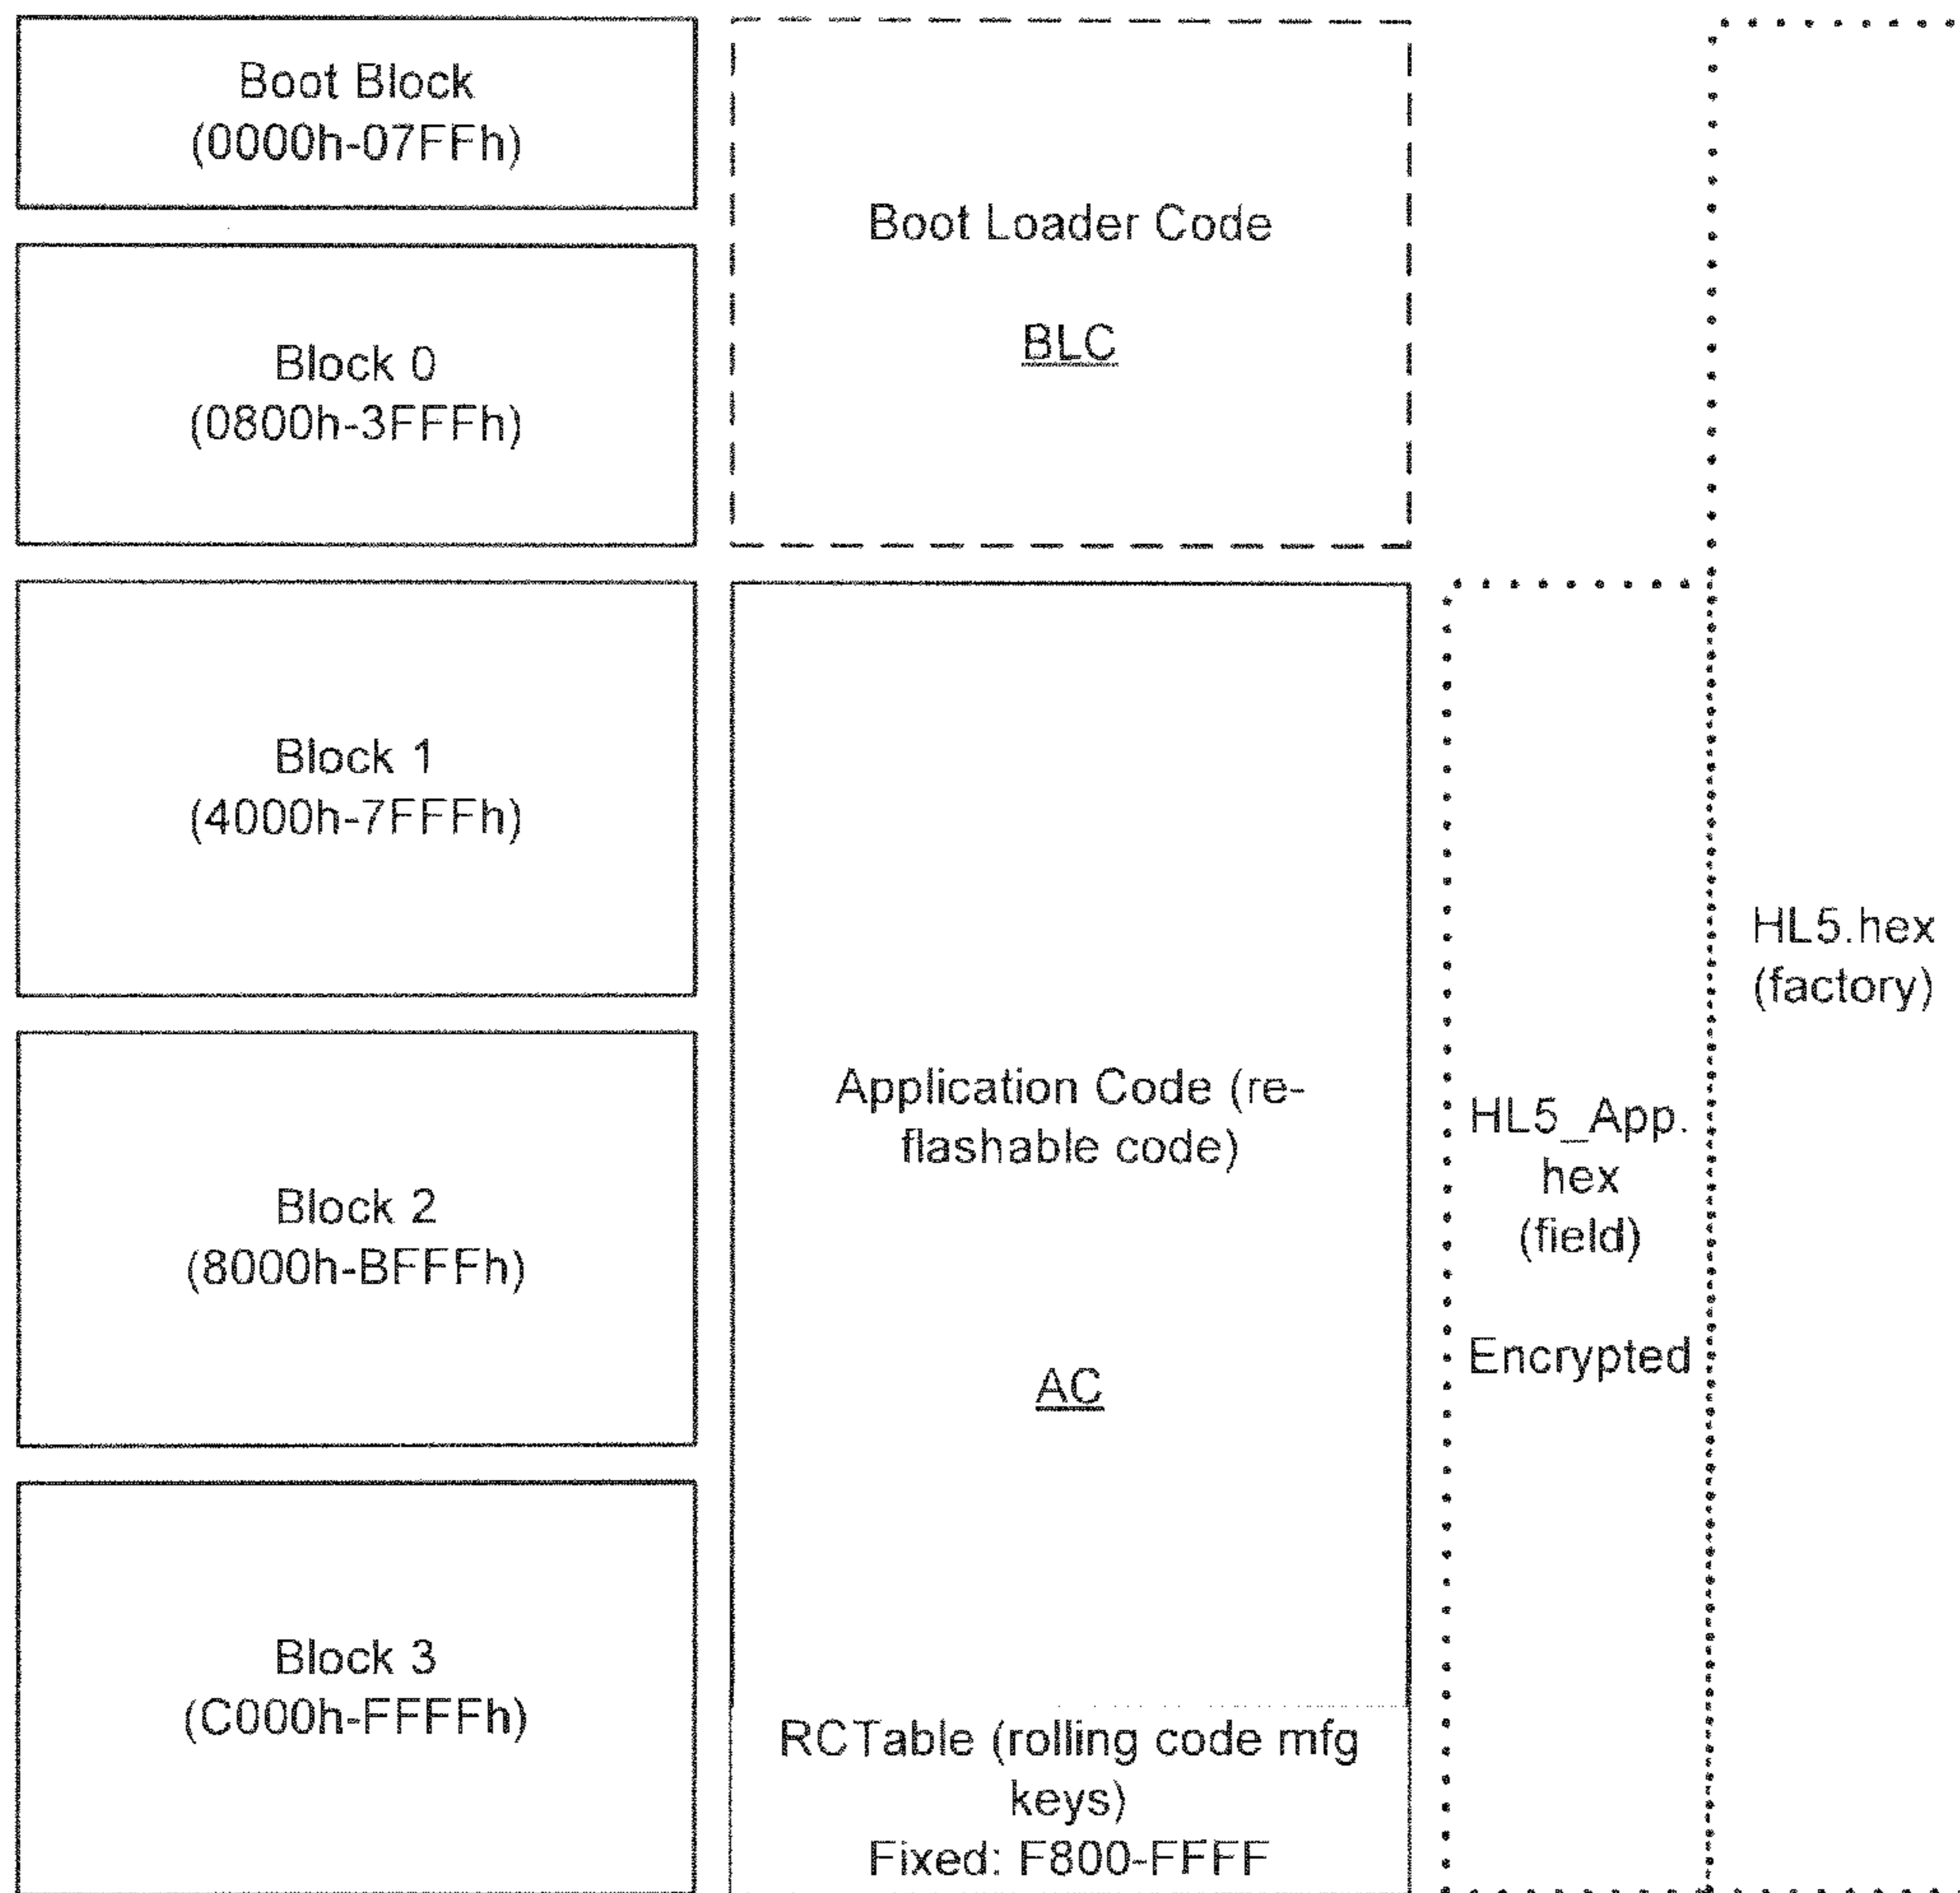 Boot Block
(0000h-07FFh)
Block 0
(0800h-3FFFh)
Block 1
(4000h-7FFFh)
Block 2
(8000h-BFFFh)
Block 3
(C000h-FFFFh)
Boot Loader Code
BLC
Application Code (re-
flashable code)
AC
RCTable (rolling code mfg
keys)
Fixed: F800-FFFF
HL5_App.
hex
(field)
Encrypted
HL5.hex
(factory)